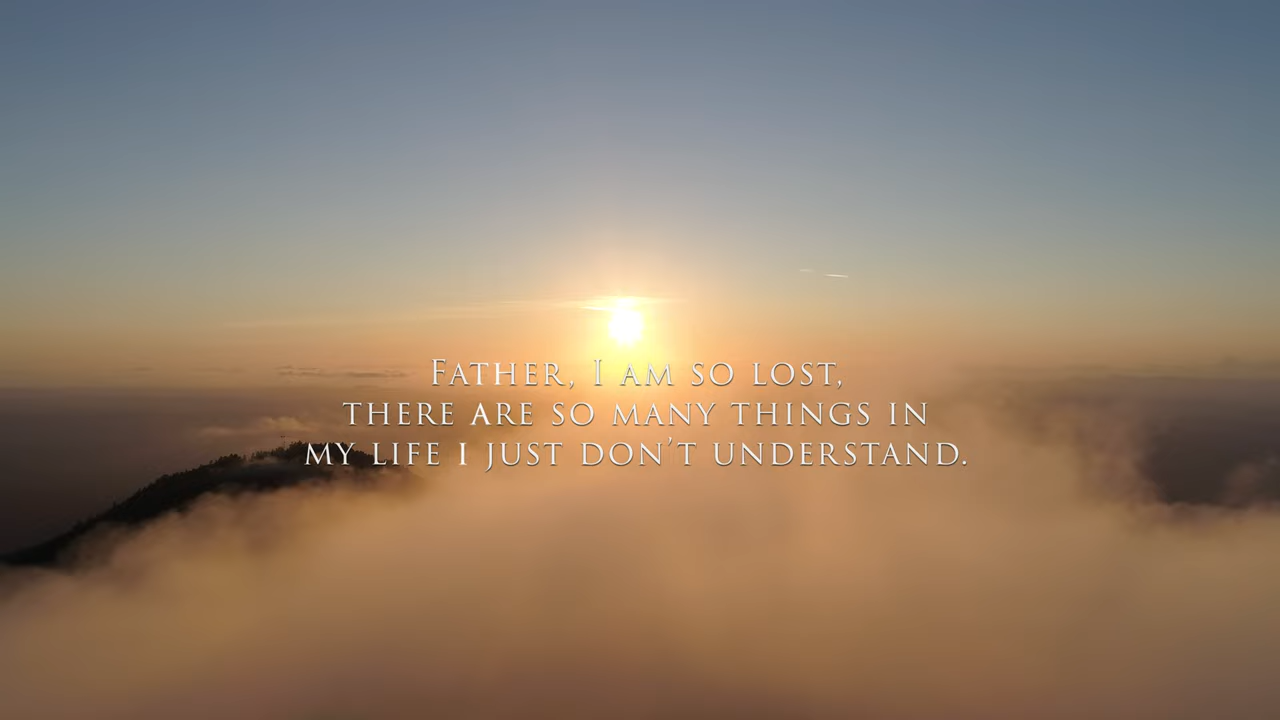 Father, I am so lost,
there are so many things in
my life I just don't understand.